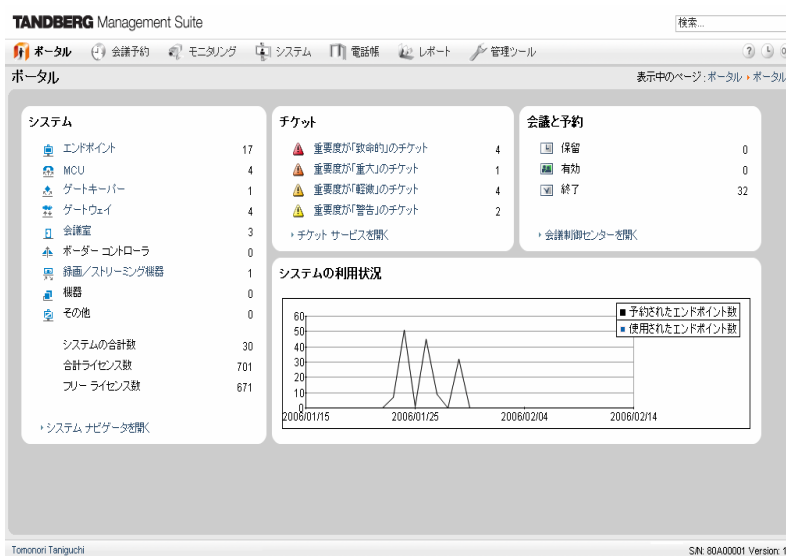 TANDBERG Management Suite
検索...
ポータル 会議予約 モニタリング システム 電話帳 レポート 管理ツール
ポータル
表示中のページ:ポータル ▸ ポータル
システム
エンドポイント 17
MCU 4
ゲートキーパー 1
ゲートウェイ 4
会議室 3
ボーダー コントローラ 0
録画/ストリーミング機器 1
機器 0
その他 0
システムの合計数 30
合計ライセンス数 701
フリー ライセンス数 671
システム ナビゲータを開く
チケット
重要度が「致命的」のチケット 4
重要度が「重大」のチケット 1
重要度が「軽微」のチケット 4
重要度が「警告」のチケット 2
チケット サービスを開く
会議と予約
保留 0
有効 0
終了 32
会議制御センターを開く
システムの利用状況
予約されたエンドポイント数
使用されたエンドポイント数
60
50
40
30
20
10
0
2006/01/15 2006/01/25 2006/02/04 2006/02/14
Tomonori Taniguchi
S/N: 80A00001 Version: 1